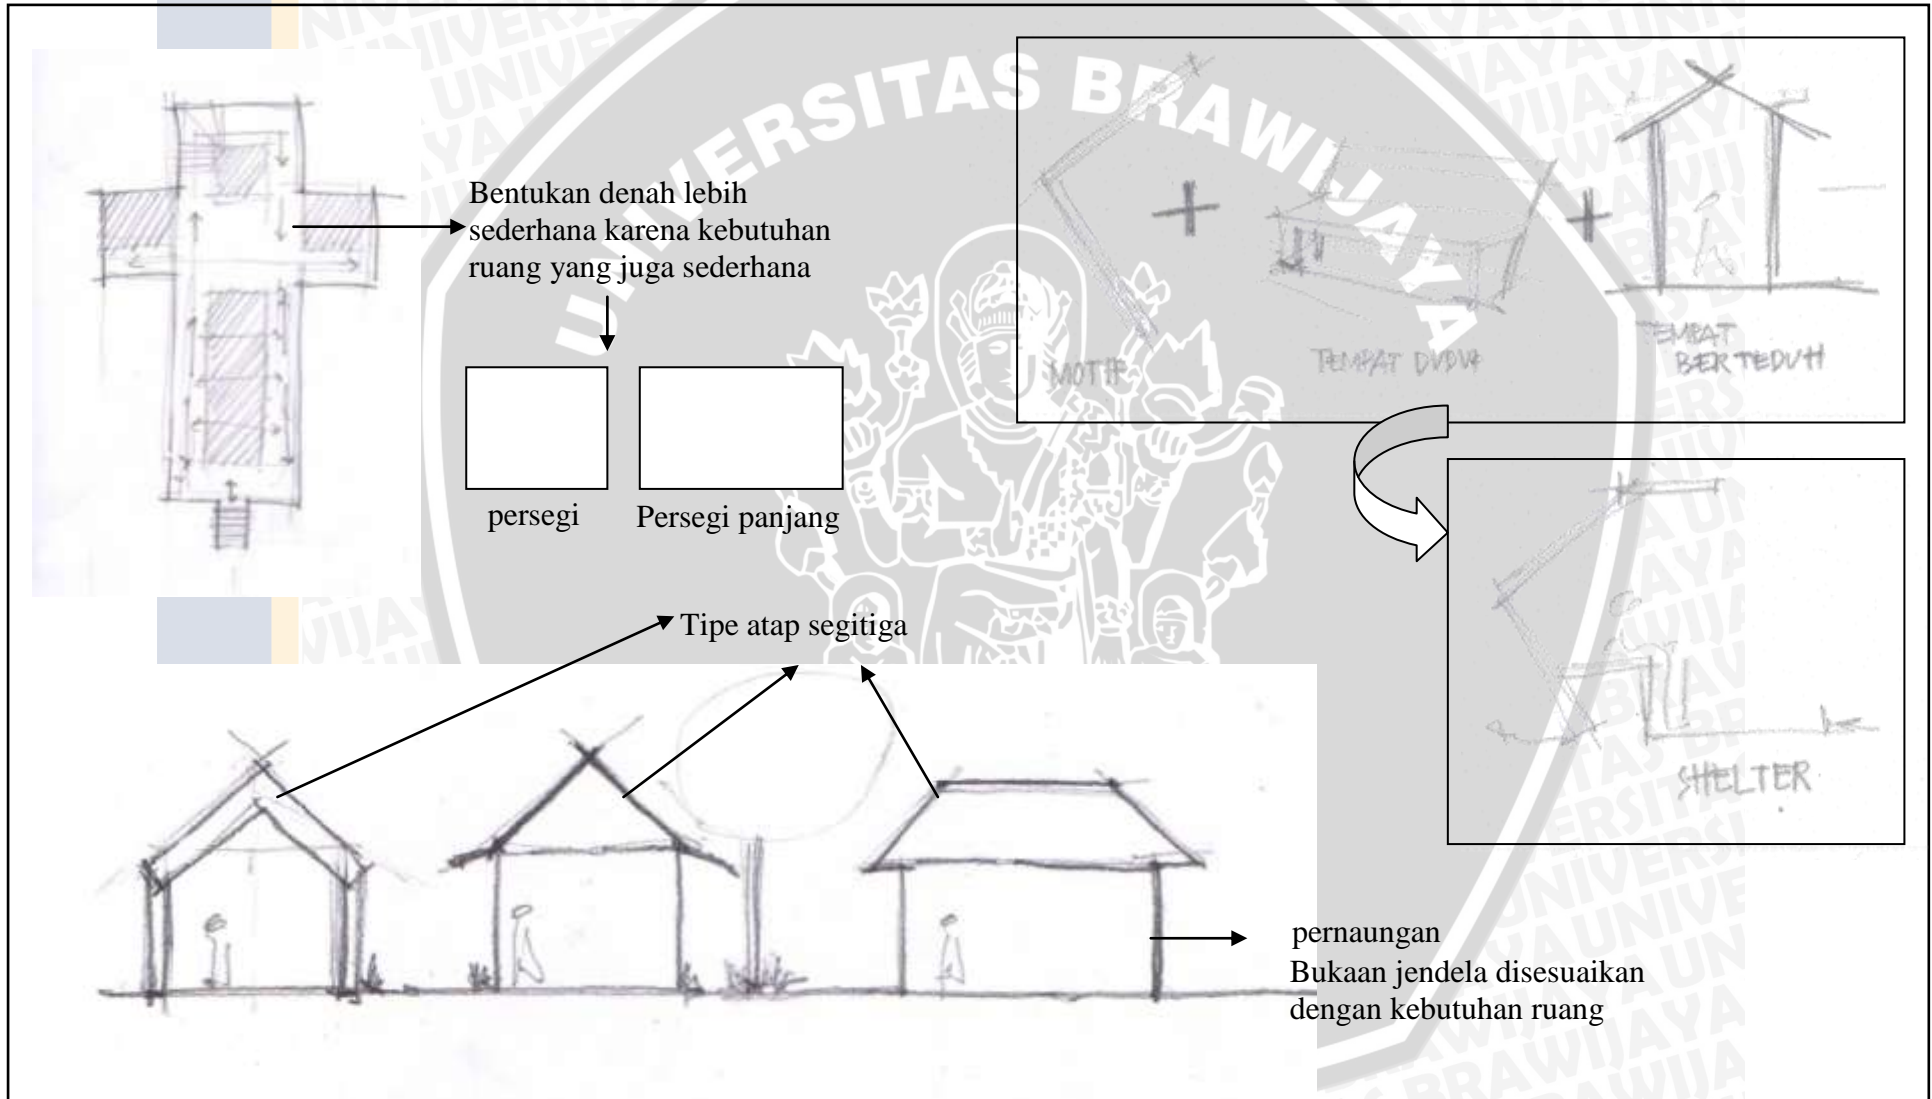 UNIVERSITAS BRAWIJAYA
Bentukan denah lebih
sederhana karena kebutuhan
ruang yang juga sederhana
persegi
Persegi panjang
MOTIF
TEMPAT DUDUK
TEMPAT
BERTEDUH
SHELTER
Tipe atap segitiga
pernaungan
Bukaan jendela disesuaikan
dengan kebutuhan ruang